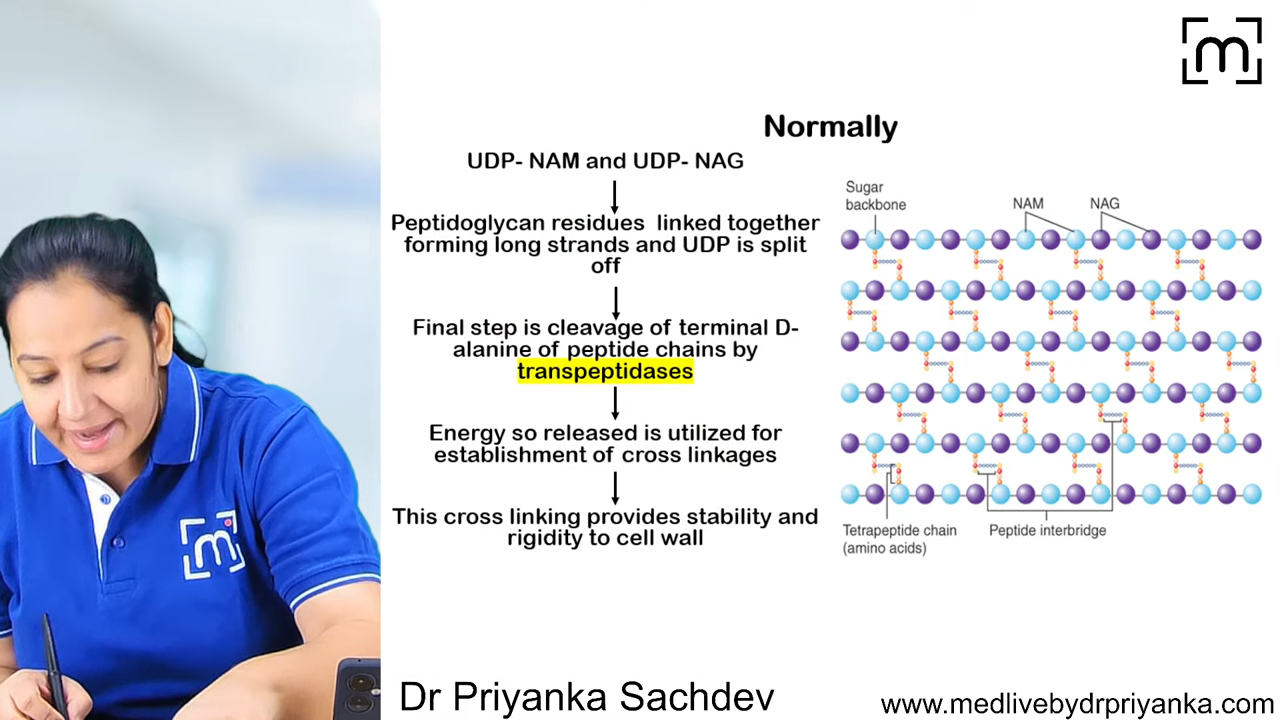 Normally
UDP- NAM and UDP- NAG
Peptidoglycan residues linked together
forming long strands and UDP is split
off
Final step is cleavage of terminal D-
alanine of peptide chains by
transpeptidases
Energy so released is utilized for
establishment of cross linkages
This cross linking provides stability and
rigidity to cell wall
Sugar
backbone
NAM
NAG
Tetrapeptide chain
(amino acids)
Peptide interbridge
m
m
Dr Priyanka Sachdev
www.medlivebydrpriyanka.com